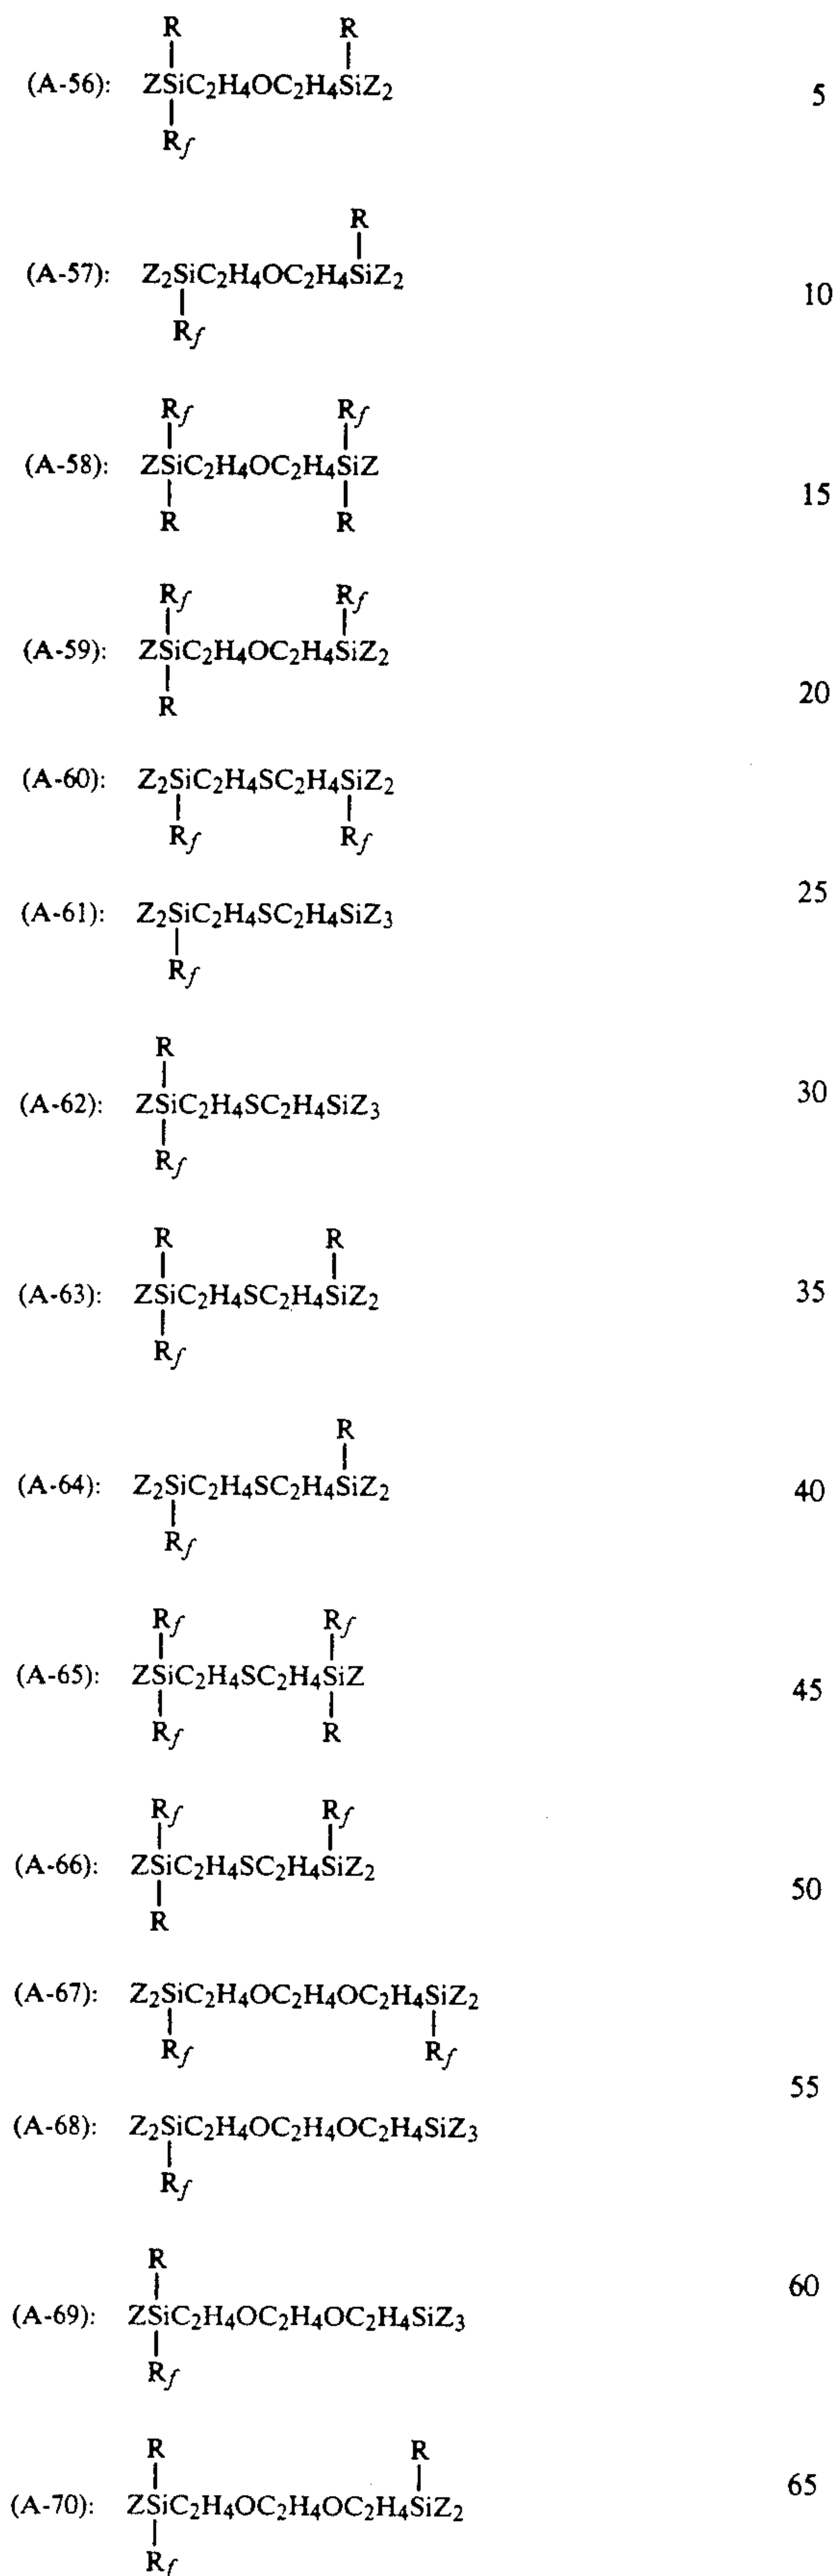 R R
(A-56): ZSiC2H4OC2H4SiZ2
5
Rf
R
(A-57): Z2SiC2H4OC2H4SiZ2
10
Rf
Rf Rf
(A-58): ZSiC2H4OC2H4SiZ
15
R R
Rf Rf
(A-59): ZSiC2H4OC2H4SiZ2
20
R
(A-60): Z2SiC2H4SC2H4SiZ2
Rf Rf
25
(A-61): Z2SiC2H4SC2H4SiZ3
Rf
R
30
(A-62): ZSiC2H4SC2H4SiZ3
Rf
R R
35
(A-63): ZSiC2H4SC2H4SiZ2
Rf
R
(A-64): Z2SiC2H4SC2H4SiZ2
40
Rf
Rf Rf
(A-65): ZSiC2H4SC2H4SiZ
45
Rf R
Rf Rf
(A-66): ZSiC2H4SC2H4SiZ2
50
R
(A-67): Z2SiC2H4OC2H4OC2H4SiZ2
Rf Rf
55
(A-68): Z2SiC2H4OC2H4OC2H4SiZ3
Rf
R
60
(A-69): ZSiC2H4OC2H4OC2H4SiZ3
Rf
R R
65
(A-70): ZSiC2H4OC2H4OC2H4SiZ2
Rf